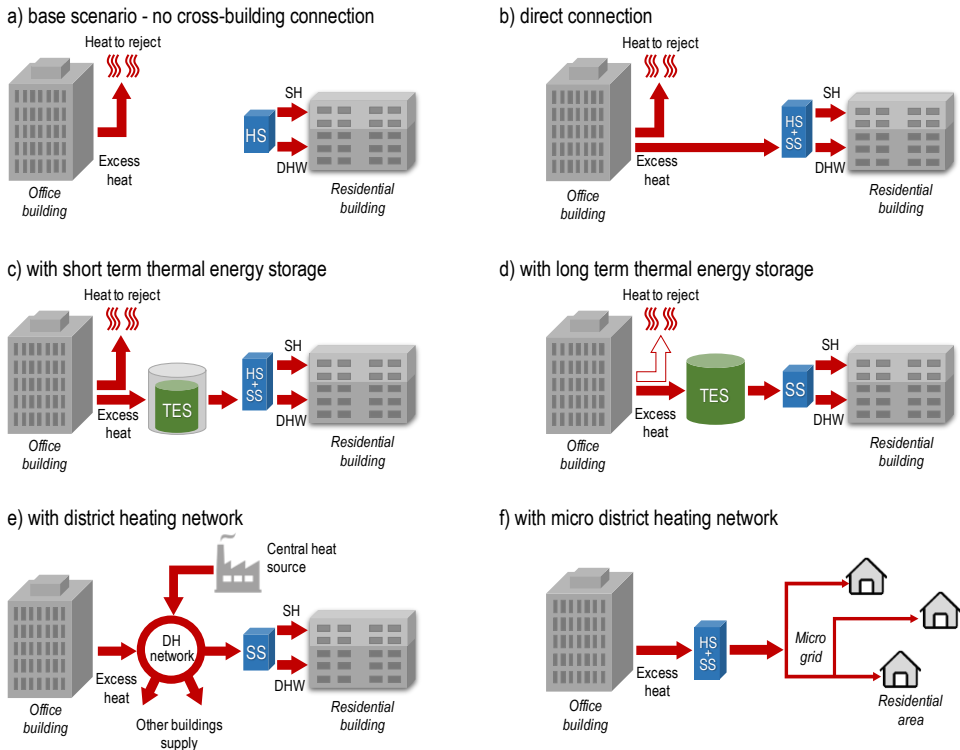 a) base scenario - no cross-building connection
Heat to reject
SH
HS
DHW
Excess
heat
Office
building
Residential
building
b) direct connection
Heat to reject
SH
HS
+
SS
DHW
Excess
heat
Office
building
Residential
building
c) with short term thermal energy storage
Heat to reject
SH
HS
+
SS
TES
DHW
Excess
heat
Office
building
Residential
building
d) with long term thermal energy storage
Heat to reject
SH
SS
TES
DHW
Excess
heat
Office
building
Residential
building
e) with district heating network
Central heat
source
SH
DH
network
SS
DHW
Excess
heat
Office
building
Other buildings
supply
Residential
building
f) with micro district heating network
HS
+
SS
Micro
grid
Excess
heat
Office
building
Residential
area